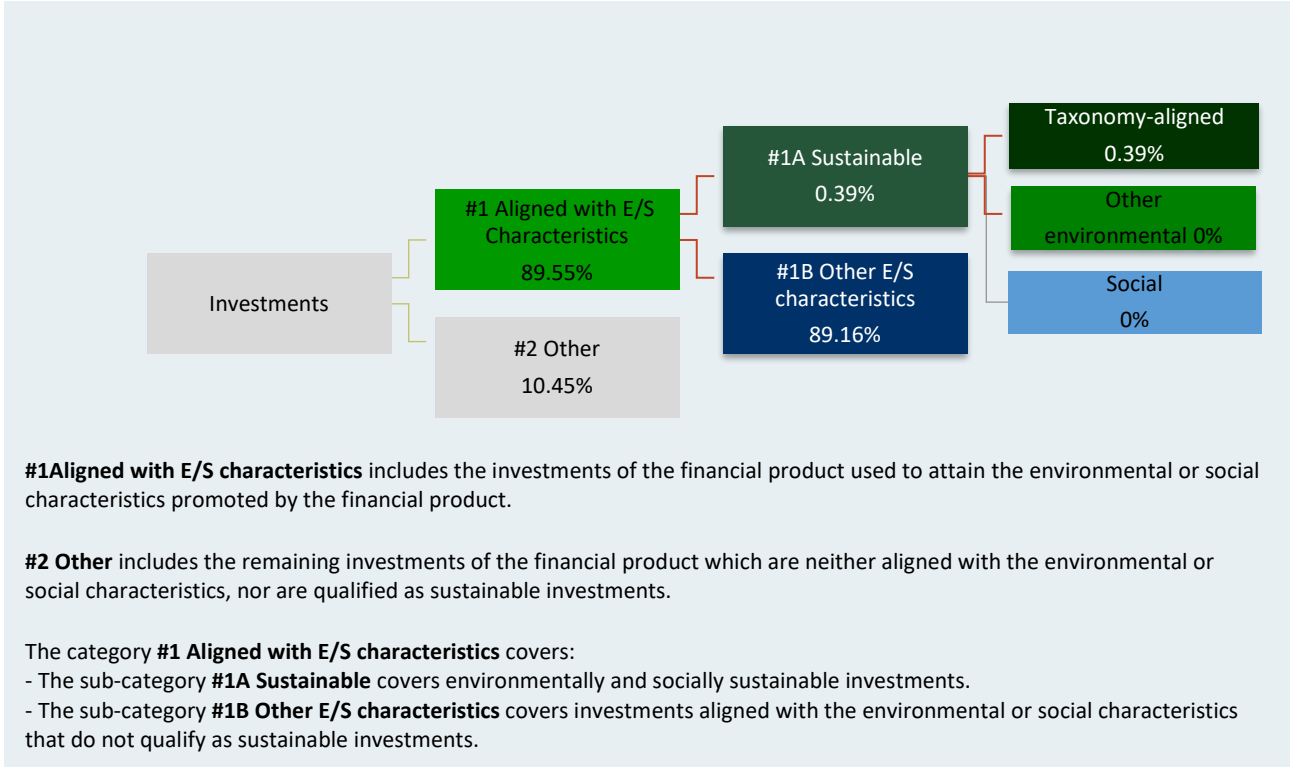 Investments
#1 Aligned with E/S
Characteristics
89.55%
#2 Other
10.45%
#1A Sustainable
0.39%
#1B Other E/S
characteristics
89.16%
Taxonomy-aligned
0.39%
Other
environmental 0%
Social
0%
#1Aligned with E/S characteristics includes the investments of the financial product used to attain the environmental or social
characteristics promoted by the financial product.
#2 Other includes the remaining investments of the financial product which are neither aligned with the environmental or
social characteristics, nor are qualified as sustainable investments.
The category #1 Aligned with E/S characteristics covers:
- The sub-category #1A Sustainable covers environmentally and socially sustainable investments.
- The sub-category #1B Other E/S characteristics covers investments aligned with the environmental or social characteristics
that do not qualify as sustainable investments.